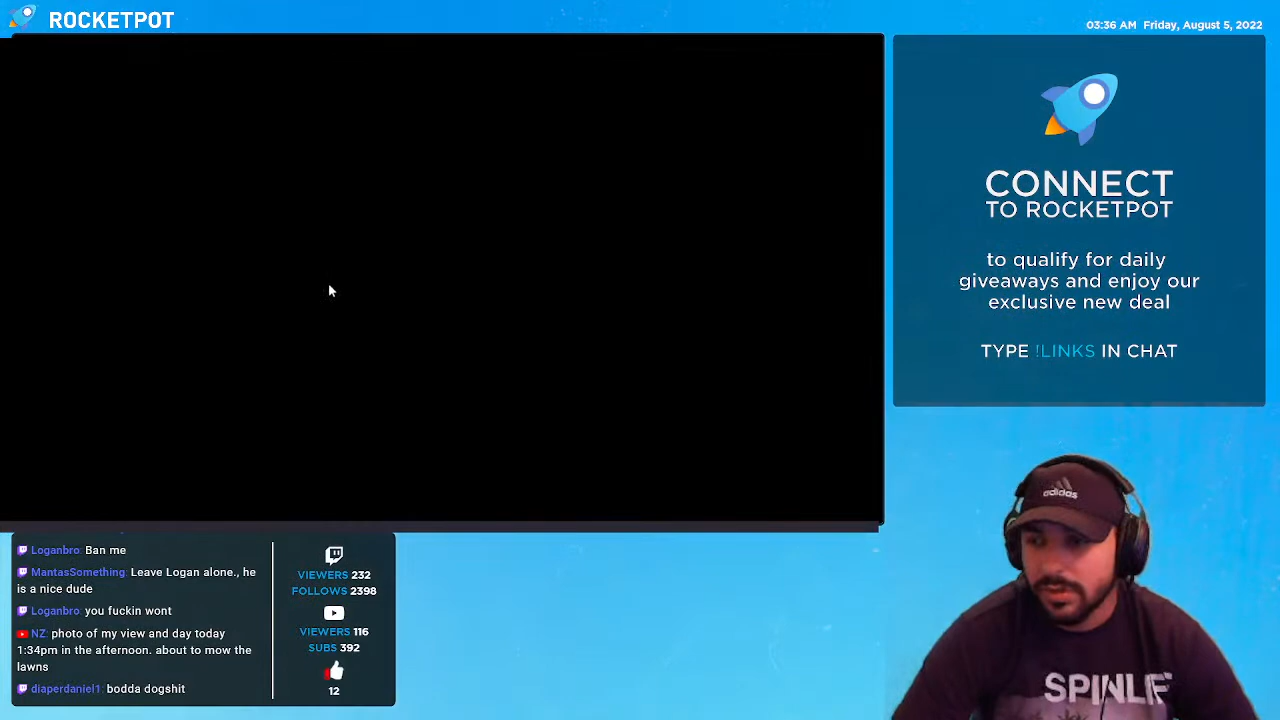 ROCKETPOT
03:36 AM Friday, August 5, 2022
CONNECT
TO ROCKETPOT
to qualify for daily
giveaways and enjoy our
exclusive new deal
TYPE !LINKS IN CHAT
Loganbro: Ban me
MantasSomething: Leave Logan alone., he
is a nice dude
Loganbro: you fuckin wont
NZ: photo of my view and day today
1:34pm in the afternoon. about to mow the
lawns
diaperdaniel1: bodda dogshit
VIEWERS 232
FOLLOWS 2398
VIEWERS 116
SUBS 392
12
adidas